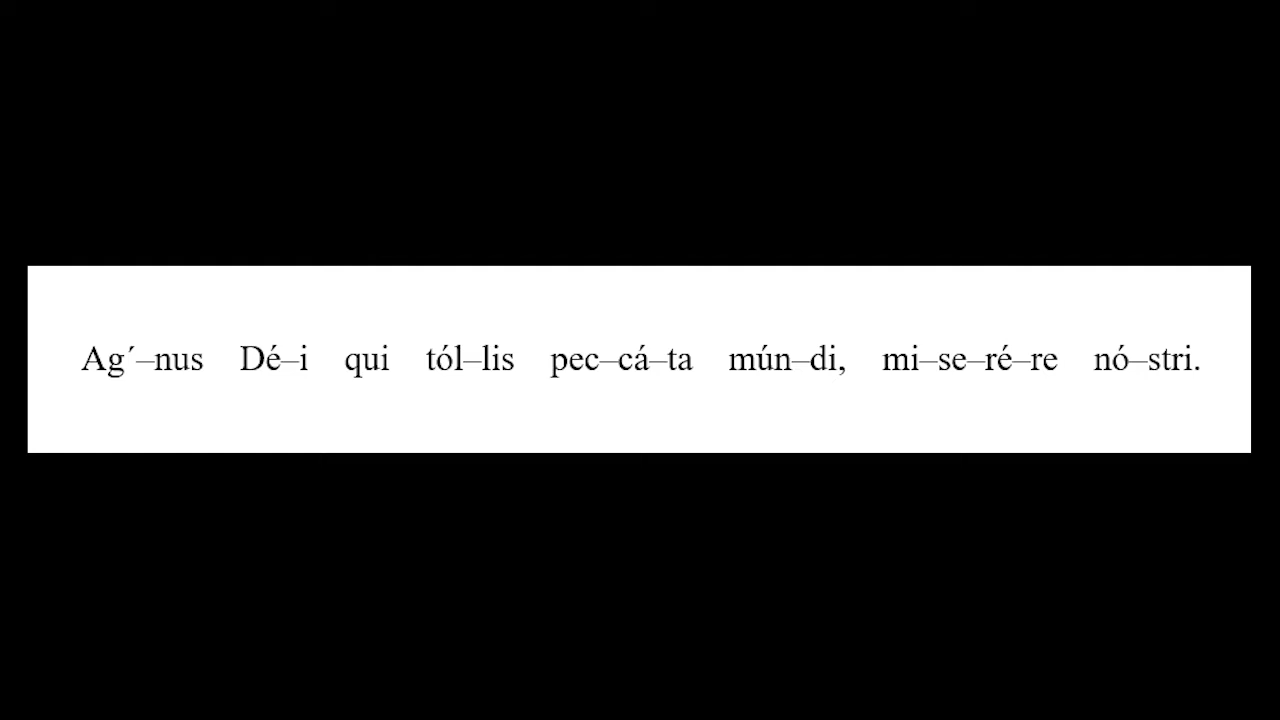 Ag´–nus Dé–i qui tól–lis pec–cá–ta mún–di, mi–se–ré–re nó–stri.